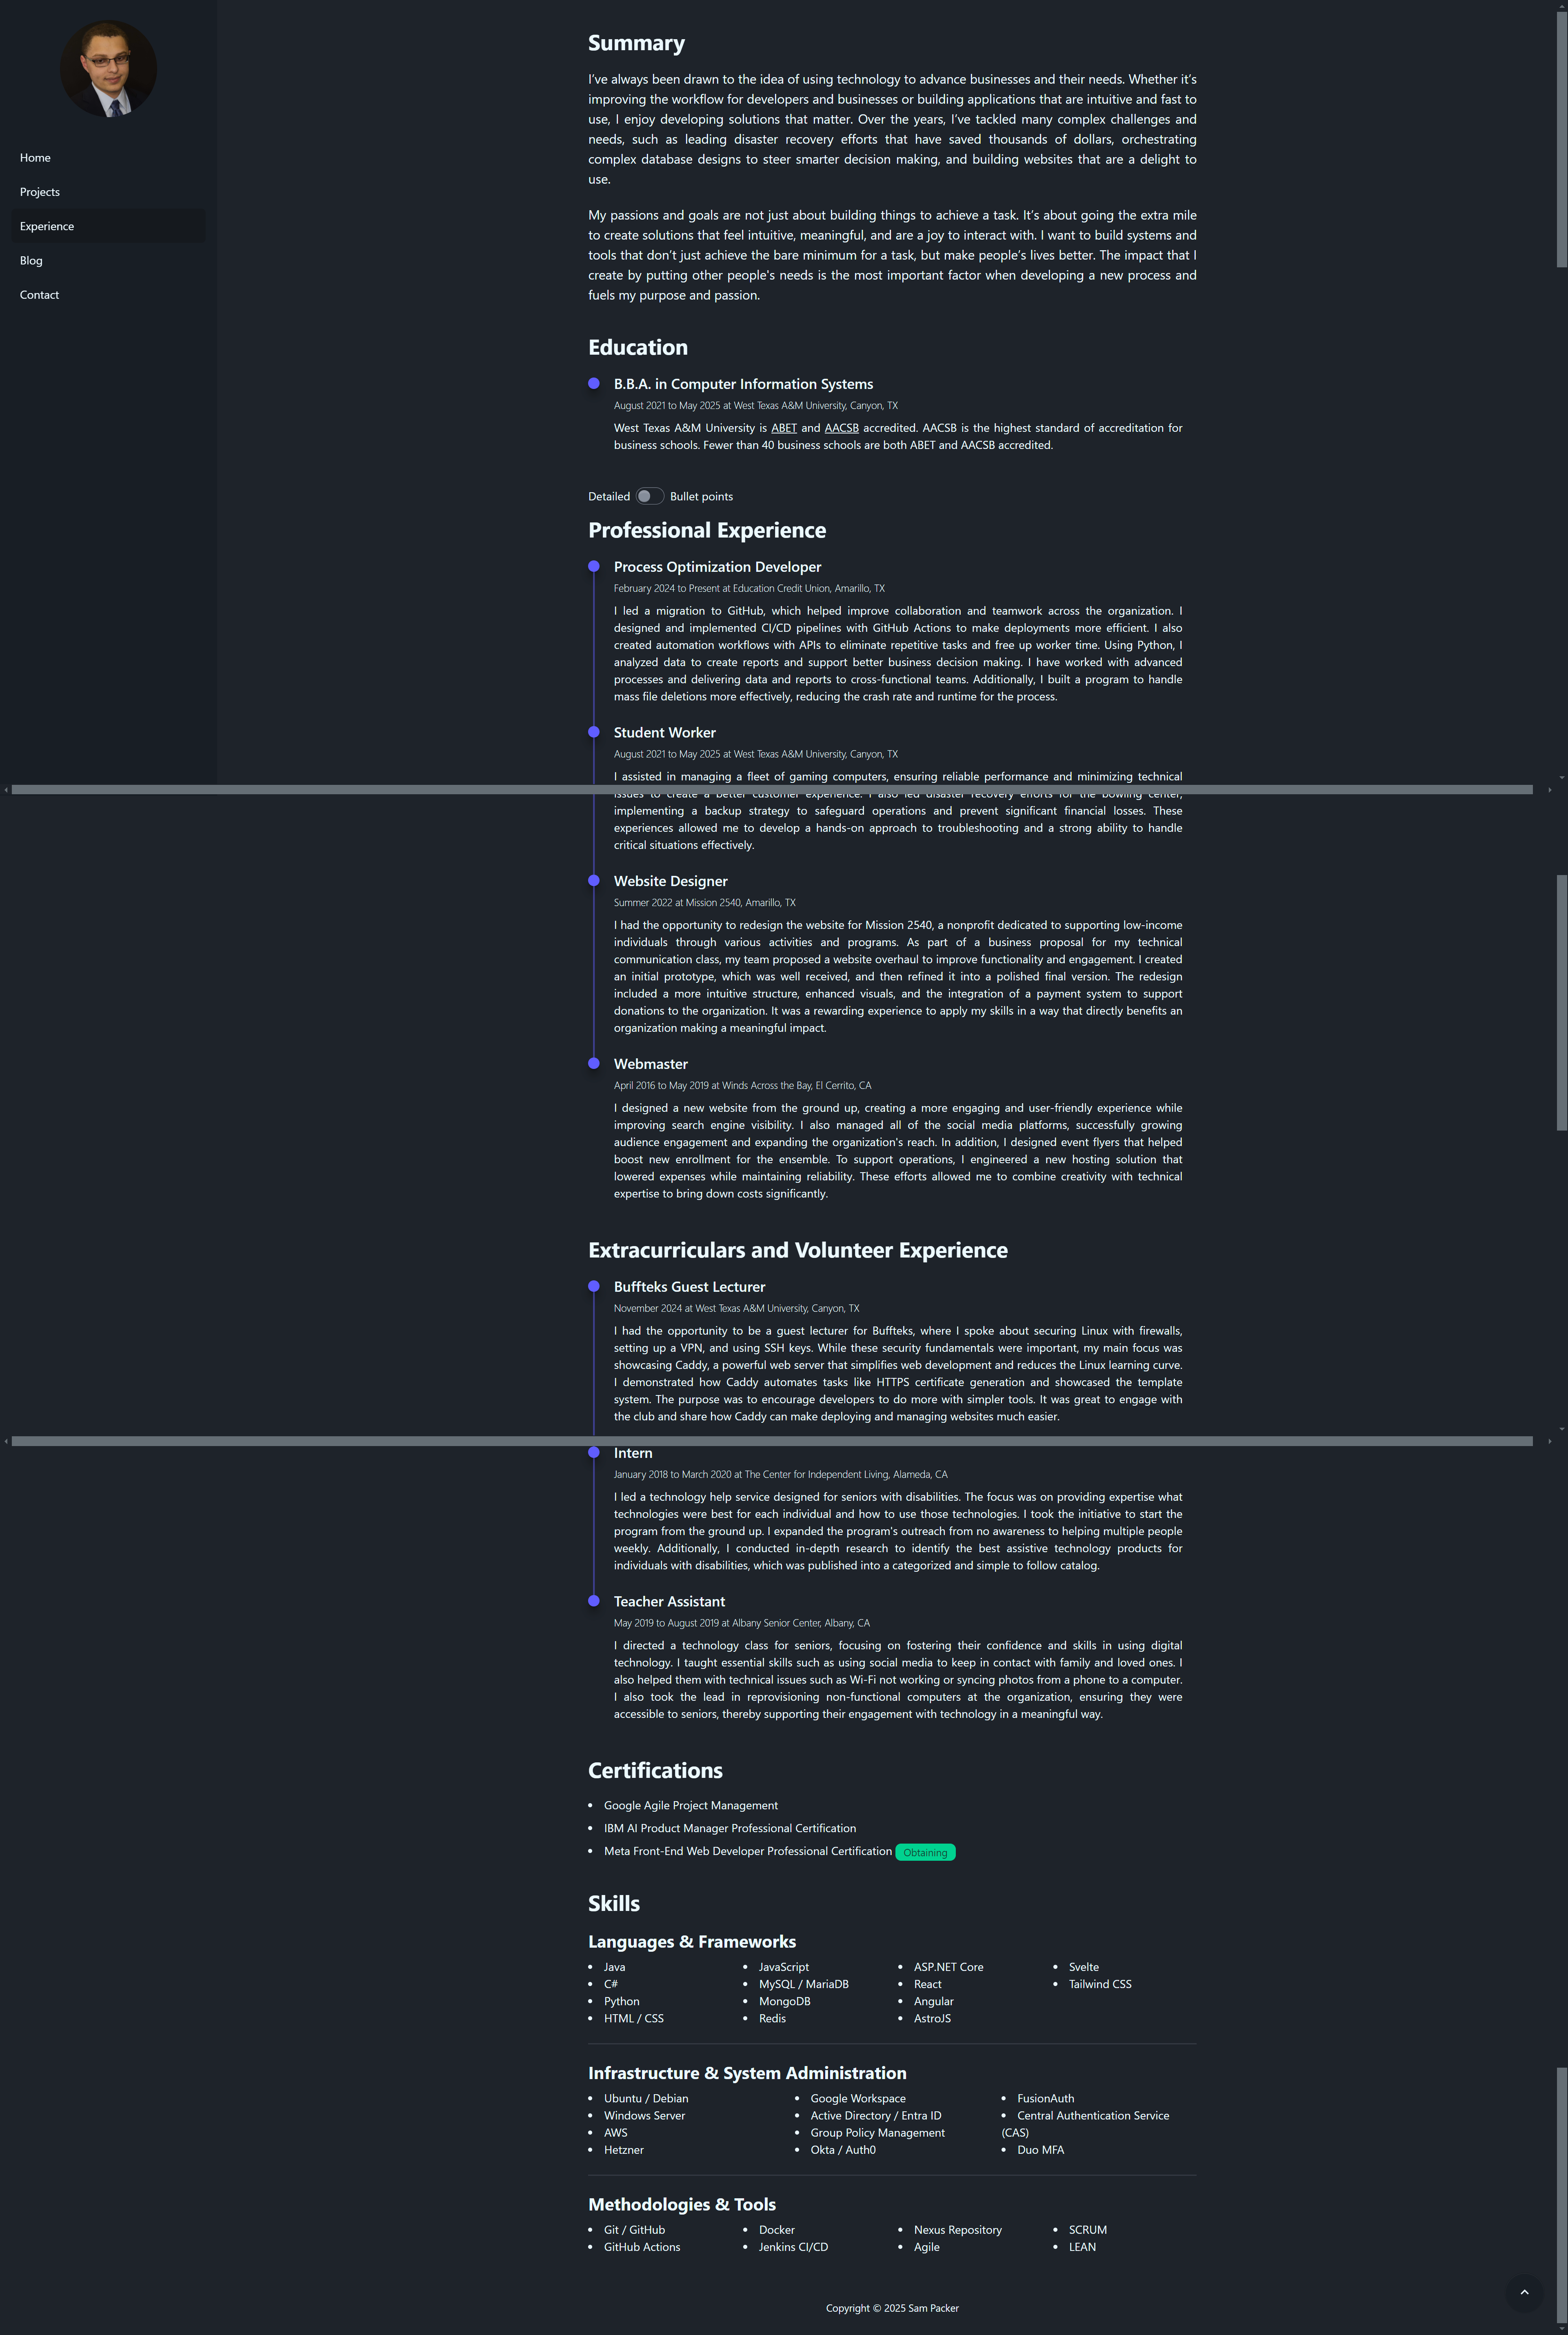 Home
Projects
Experience
Blog
Contact
Summary
I’ve always been drawn to the idea of using technology to advance businesses and their needs. Whether it’s
improving the workflow for developers and businesses or building applications that are intuitive and fast to
use, I enjoy developing solutions that matter. Over the years, I’ve tackled many complex challenges and
needs, such as leading disaster recovery efforts that have saved thousands of dollars, orchestrating
complex database designs to steer smarter decision making, and building websites that are a delight to
use.
My passions and goals are not just about building things to achieve a task. It’s about going the extra mile
to create solutions that feel intuitive, meaningful, and are a joy to interact with. I want to build systems and
tools that don’t just achieve the bare minimum for a task, but make people’s lives better. The impact that I
create by putting other people's needs is the most important factor when developing a new process and
fuels my purpose and passion.
Education
B.B.A. in Computer Information Systems
August 2021 to May 2025 at West Texas A&M University, Canyon, TX
West Texas A&M University is ABET and AACSB accredited. AACSB is the highest standard of accreditation for
business schools. Fewer than 40 business schools are both ABET and AACSB accredited.
Detailed Bullet points
Professional Experience
Process Optimization Developer
February 2024 to Present at Education Credit Union, Amarillo, TX
I led a migration to GitHub, which helped improve collaboration and teamwork across the organization. I
designed and implemented CI/CD pipelines with GitHub Actions to make deployments more efficient. I also
created automation workflows with APIs to eliminate repetitive tasks and free up worker time. Using Python, I
analyzed data to create reports and support better business decision making. I have worked with advanced
processes and delivering data and reports to cross-functional teams. Additionally, I built a program to handle
mass file deletions more effectively, reducing the crash rate and runtime for the process.
Student Worker
August 2021 to May 2025 at West Texas A&M University, Canyon, TX
I assisted in managing a fleet of gaming computers, ensuring reliable performance and minimizing technical
issues to create a better customer experience. I also led disaster recovery efforts for the bowling center,
implementing a backup strategy to safeguard operations and prevent significant financial losses. These
experiences allowed me to develop a hands-on approach to troubleshooting and a strong ability to handle
critical situations effectively.
Website Designer
Summer 2022 at Mission 2540, Amarillo, TX
I had the opportunity to redesign the website for Mission 2540, a nonprofit dedicated to supporting low-income
individuals through various activities and programs. As part of a business proposal for my technical
communication class, my team proposed a website overhaul to improve functionality and engagement. I created
an initial prototype, which was well received, and then refined it into a polished final version. The redesign
included a more intuitive structure, enhanced visuals, and the integration of a payment system to support
donations to the organization. It was a rewarding experience to apply my skills in a way that directly benefits an
organization making a meaningful impact.
Webmaster
April 2016 to May 2019 at Winds Across the Bay, El Cerrito, CA
I designed a new website from the ground up, creating a more engaging and user-friendly experience while
improving search engine visibility. I also managed all of the social media platforms, successfully growing
audience engagement and expanding the organization's reach. In addition, I designed event flyers that helped
boost new enrollment for the ensemble. To support operations, I engineered a new hosting solution that
lowered expenses while maintaining reliability. These efforts allowed me to combine creativity with technical
expertise to bring down costs significantly.
Extracurriculars and Volunteer Experience
Buffteks Guest Lecturer
November 2024 at West Texas A&M University, Canyon, TX
I had the opportunity to be a guest lecturer for Buffteks, where I spoke about securing Linux with firewalls,
setting up a VPN, and using SSH keys. While these security fundamentals were important, my main focus was
showcasing Caddy, a powerful web server that simplifies web development and reduces the Linux learning curve.
I demonstrated how Caddy automates tasks like HTTPS certificate generation and showcased the template
system. The purpose was to encourage developers to do more with simpler tools. It was great to engage with
the club and share how Caddy can make deploying and managing websites much easier.
Intern
January 2018 to March 2020 at The Center for Independent Living, Alameda, CA
I led a technology help service designed for seniors with disabilities. The focus was on providing expertise what
technologies were best for each individual and how to use those technologies. I took the initiative to start the
program from the ground up. I expanded the program's outreach from no awareness to helping multiple people
weekly. Additionally, I conducted in-depth research to identify the best assistive technology products for
individuals with disabilities, which was published into a categorized and simple to follow catalog.
Teacher Assistant
May 2019 to August 2019 at Albany Senior Center, Albany, CA
I directed a technology class for seniors, focusing on fostering their confidence and skills in using digital
technology. I taught essential skills such as using social media to keep in contact with family and loved ones. I
also helped them with technical issues such as Wi-Fi not working or syncing photos from a phone to a computer.
I also took the lead in reprovisioning non-functional computers at the organization, ensuring they were
accessible to seniors, thereby supporting their engagement with technology in a meaningful way.
Certifications
Google Agile Project Management
IBM AI Product Manager Professional Certification
Meta Front-End Web Developer Professional Certification Obtaining
Skills
Languages & Frameworks
Java
C#
Python
HTML / CSS
JavaScript
MySQL / MariaDB
MongoDB
Redis
ASP.NET Core
React
Angular
AstroJS
Svelte
Tailwind CSS
Infrastructure & System Administration
Ubuntu / Debian
Windows Server
AWS
Hetzner
Google Workspace
Active Directory / Entra ID
Group Policy Management
Okta / Auth0
FusionAuth
Central Authentication Service
(CAS)
Duo MFA
Methodologies & Tools
Git / GitHub
GitHub Actions
Docker
Jenkins CI/CD
Nexus Repository
Agile
SCRUM
LEAN
Copyright © 2025 Sam Packer